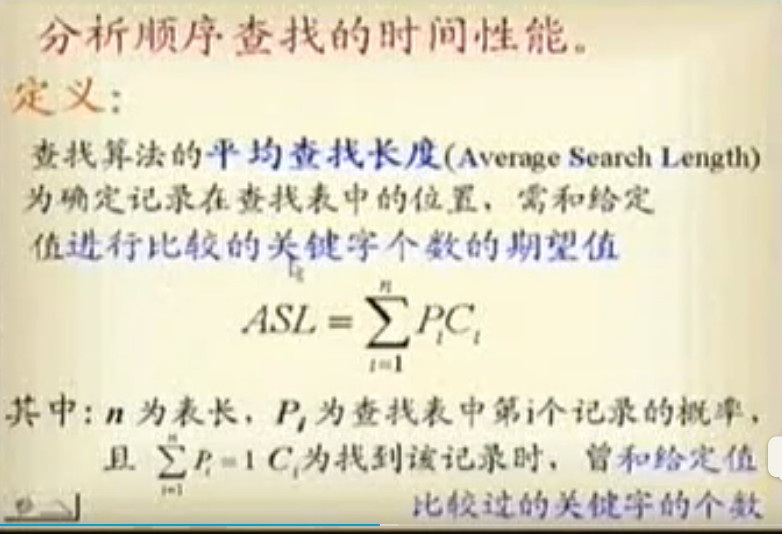 分析顺序查找的时间性能。
定义：
查找算法的平均查找长度(Average Search Length)
为确定记录在查找表中的位置、需和给定
值进行比较的关键字个数的期望值
ASL = \sum_{i=1}^{n} P_i C_i
其中: n 为表长, P_i 为查找表中第i个记录的概率,
且 \sum_{i=1}^{n} P_i = 1 C_i 为找到该记录时、曾和给定值
比较过的关键字的个数